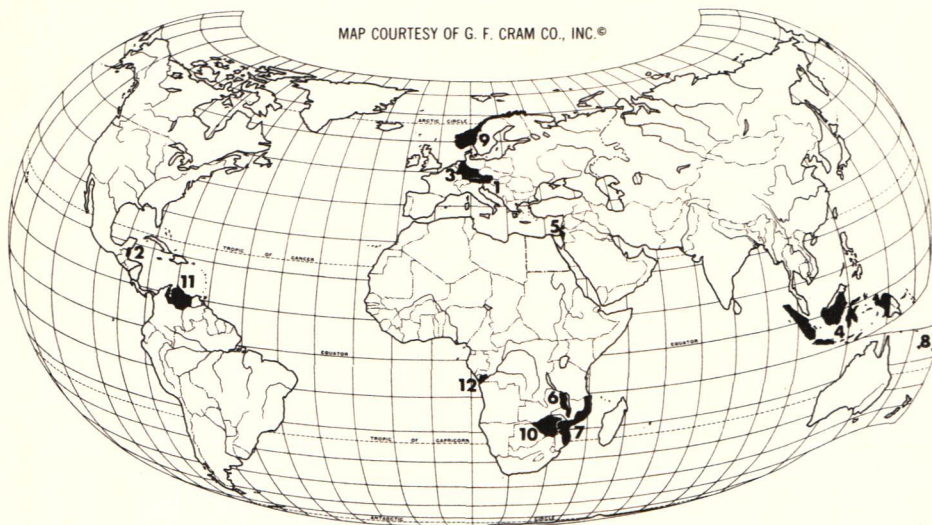 MAP COURTESY OF G. F. CRAM CO., INC.©
ARCTIC CIRCLE
9
3
1
5
TROPIC OF CANCER
2
11
4
EQUATOR
EQUATOR
8
12
6
10
7
TROPIC OF CAPRICORN
ANTARCTIC CIRCLE